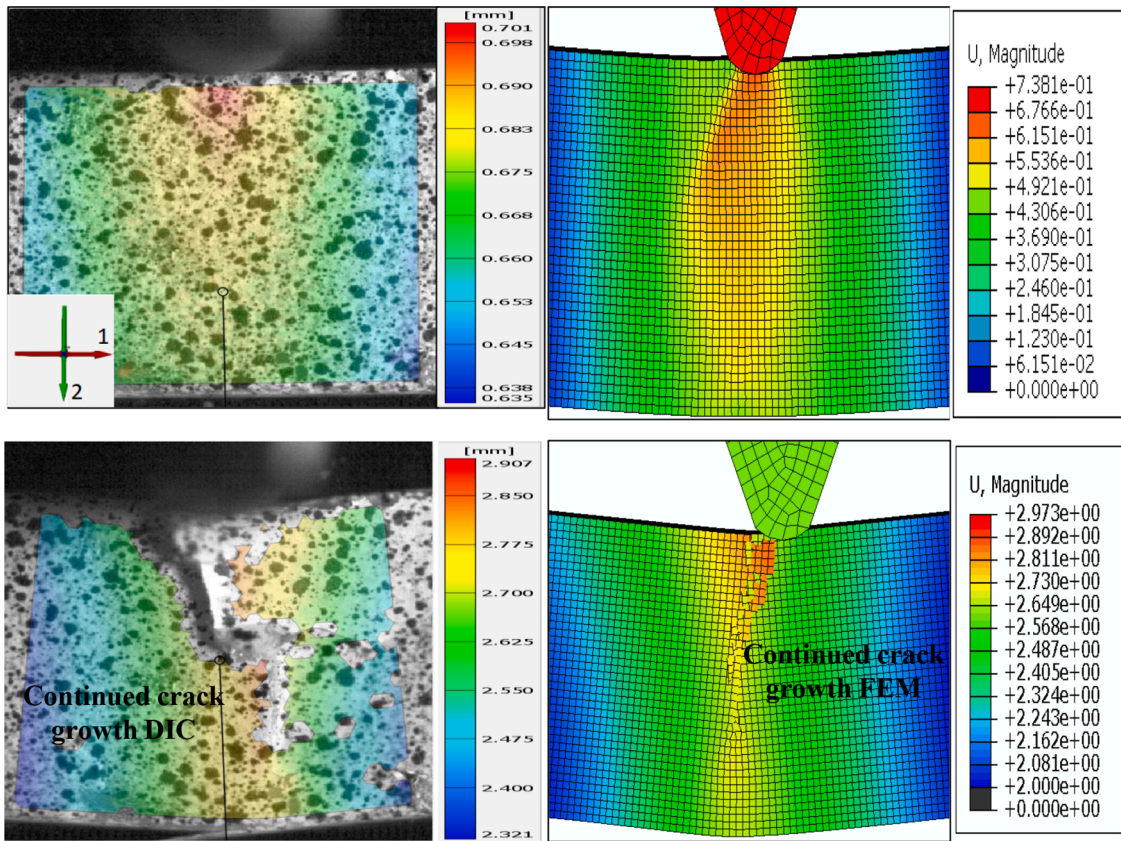 [mm]
0.701
0.698
0.690
0.683
0.675
0.668
0.660
0.653
0.645
0.638
0.635
1
2
U, Magnitude
+7.381e-01
+6.766e-01
+6.151e-01
+5.536e-01
+4.921e-01
+4.306e-01
+3.690e-01
+3.075e-01
+2.460e-01
+1.845e-01
+1.230e-01
+6.151e-02
+0.000e+00
Continued crack
growth DIC
[mm]
2.907
2.850
2.775
2.700
2.625
2.550
2.475
2.400
2.321
Continued crack
growth FEM
U, Magnitude
+2.973e+00
+2.892e+00
+2.811e+00
+2.730e+00
+2.649e+00
+2.568e+00
+2.487e+00
+2.405e+00
+2.324e+00
+2.243e+00
+2.162e+00
+2.081e+00
+2.000e+00
+0.000e+00